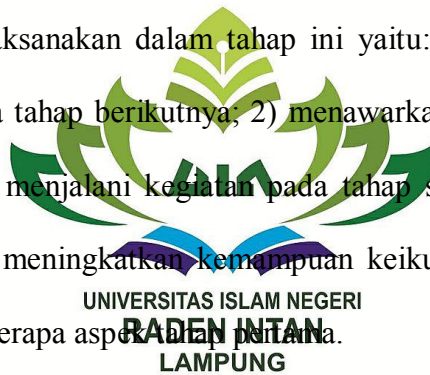 aksanakan dalam tahap ini yaitu:
tahap berikutnya; 2) menawarka
menjalani kegiatan pada tahap s
meningkatkan kemampuan keiku
UNIVERSITAS ISLAM NEGERI
erapa aspek tahap pertama.
RADEN INTAN
LAMPUNG